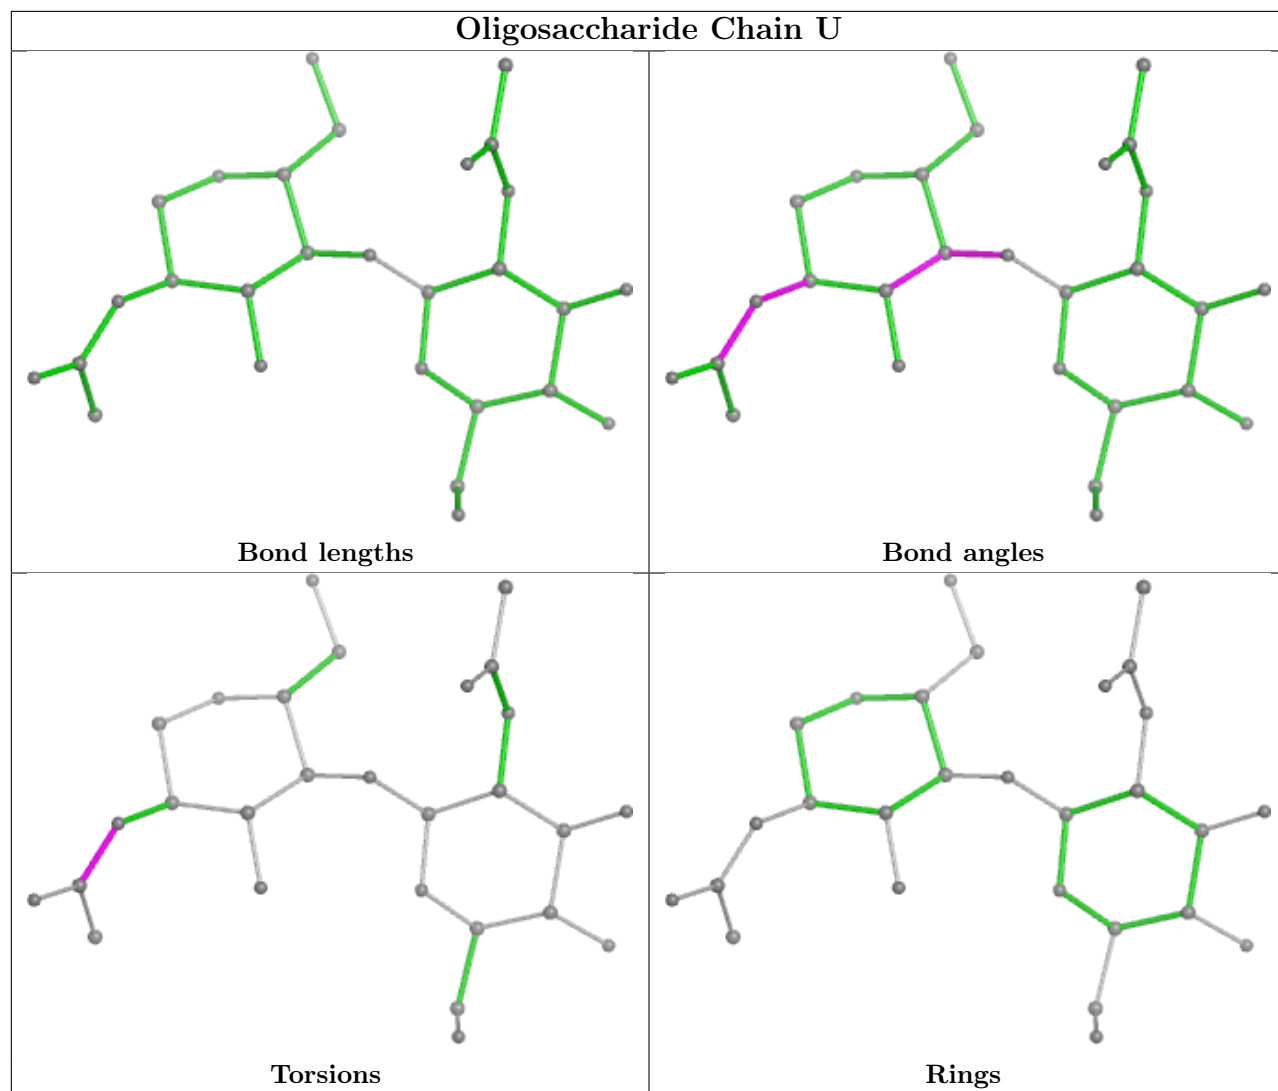 Oligosaccharide Chain U
Bond lengths
Bond angles
Torsions
Rings